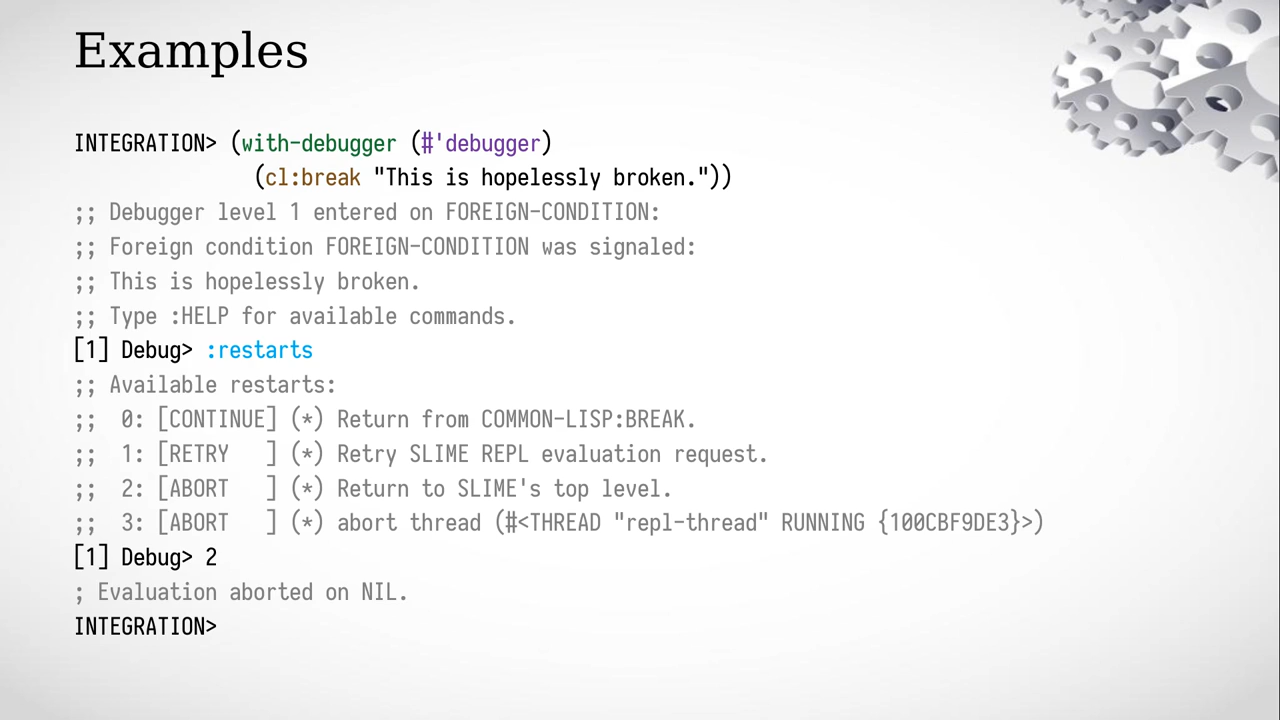 Examples
INTEGRATION> (with-debugger (#'debugger)
               (cl:break "This is hopelessly broken."))
;; Debugger level 1 entered on FOREIGN-CONDITION:
;; Foreign condition FOREIGN-CONDITION was signaled:
;; This is hopelessly broken.
;; Type :HELP for available commands.
[1] Debug> :restarts
;; Available restarts:
;;  0: [CONTINUE] (*) Return from COMMON-LISP:BREAK.
;;  1: [RETRY   ] (*) Retry SLIME REPL evaluation request.
;;  2: [ABORT   ] (*) Return to SLIME's top level.
;;  3: [ABORT   ] (*) abort thread (#<THREAD "repl-thread" RUNNING {100CBF9DE3}>)
[1] Debug> 2
; Evaluation aborted on NIL.
INTEGRATION>